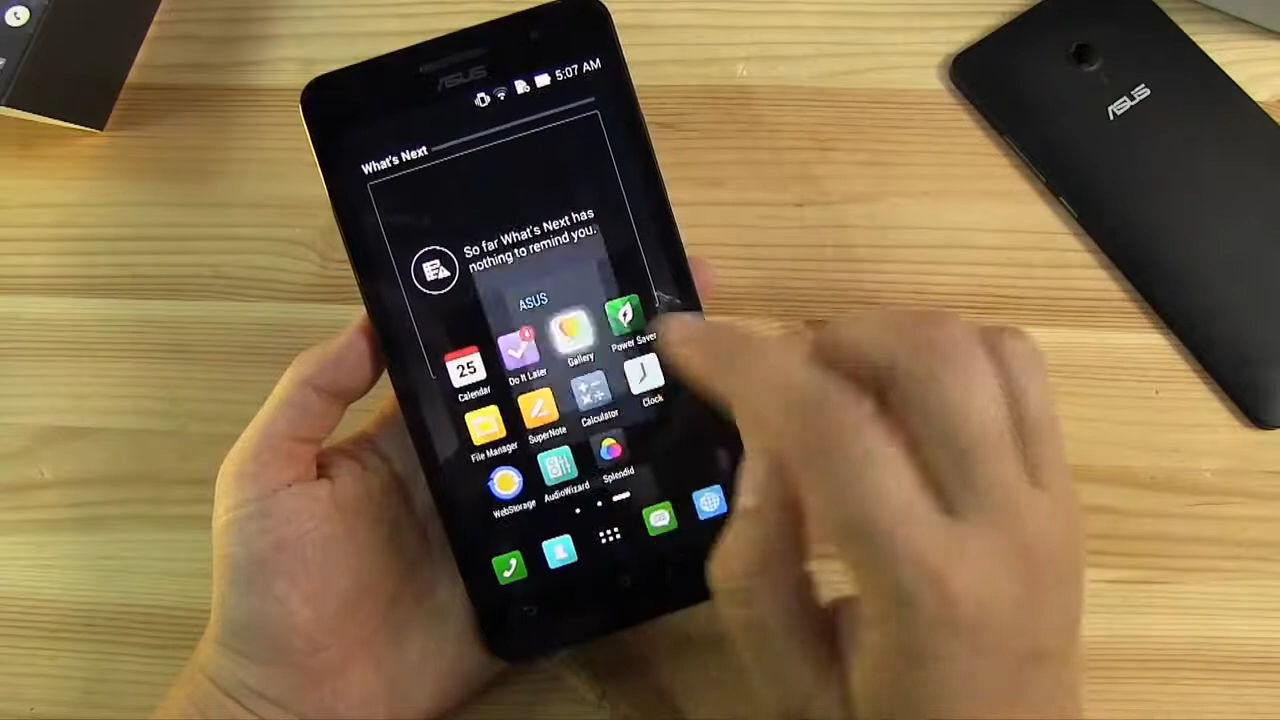 ASUS
5:07 AM
What's Next
So far What's Next has
nothing to remind you.
ASUS
25
Calendar
Do It Later
Gallery
Power Saver
File Manager
SuperNote
Calculator
Clock
WebStorage
AudioWizard
Splendid
ASUS